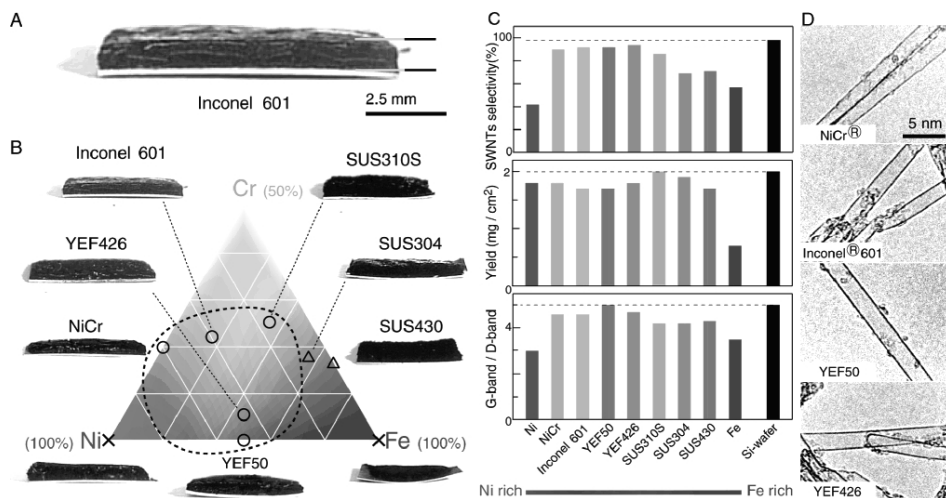 A
Inconel 601
2.5 mm
B
Inconel 601
SUS310S
Cr (50%)
YEF426
SUS304
NiCr
SUS430
(100%) Ni
Fe (100%)
YEF50
C
SWNTs selectivity(%)
100
0
Yield (mg / cm²)
2
0
G-band / D-band
4
0
Ni
NiCr
Inconel 601
YEF50
YEF426
SUS310S
SUS304
SUS430
Fe
Si-wafer
Ni rich
Fe rich
D
NiCr®
5 nm
Inconel®601
YEF50
YEF426